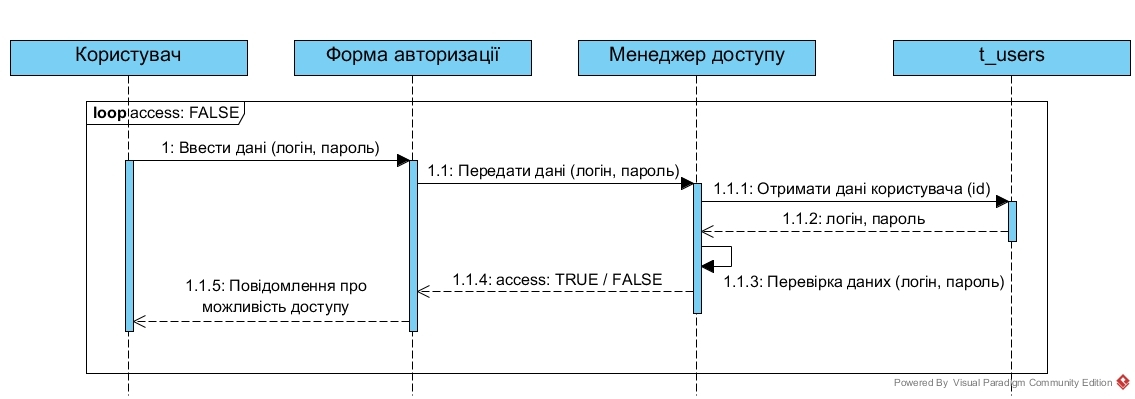 Користувач
Форма авторизації
Менеджер доступу
t_users
loop access: FALSE
1: Ввести дані (логін, пароль)
1.1: Передати дані (логін, пароль)
1.1.1: Отримати дані користувача (id)
1.1.2: логін, пароль
1.1.3: Перевірка даних (логін, пароль)
1.1.4: access: TRUE / FALSE
1.1.5: Повідомлення про
можливість доступу
Powered By Visual Paradigm Community Edition